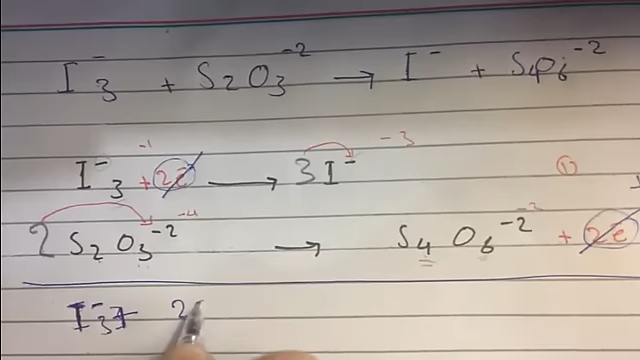 I₃⁻ + S₂O₃⁻² → I⁻ + S₄O₆⁻²
-1 -3
I₃⁻ + 2e⁻ → 3I⁻ ①
-4 -2
2S₂O₃⁻² → S₄O₆⁻² + 2e⁻
I₃⁻ + 2